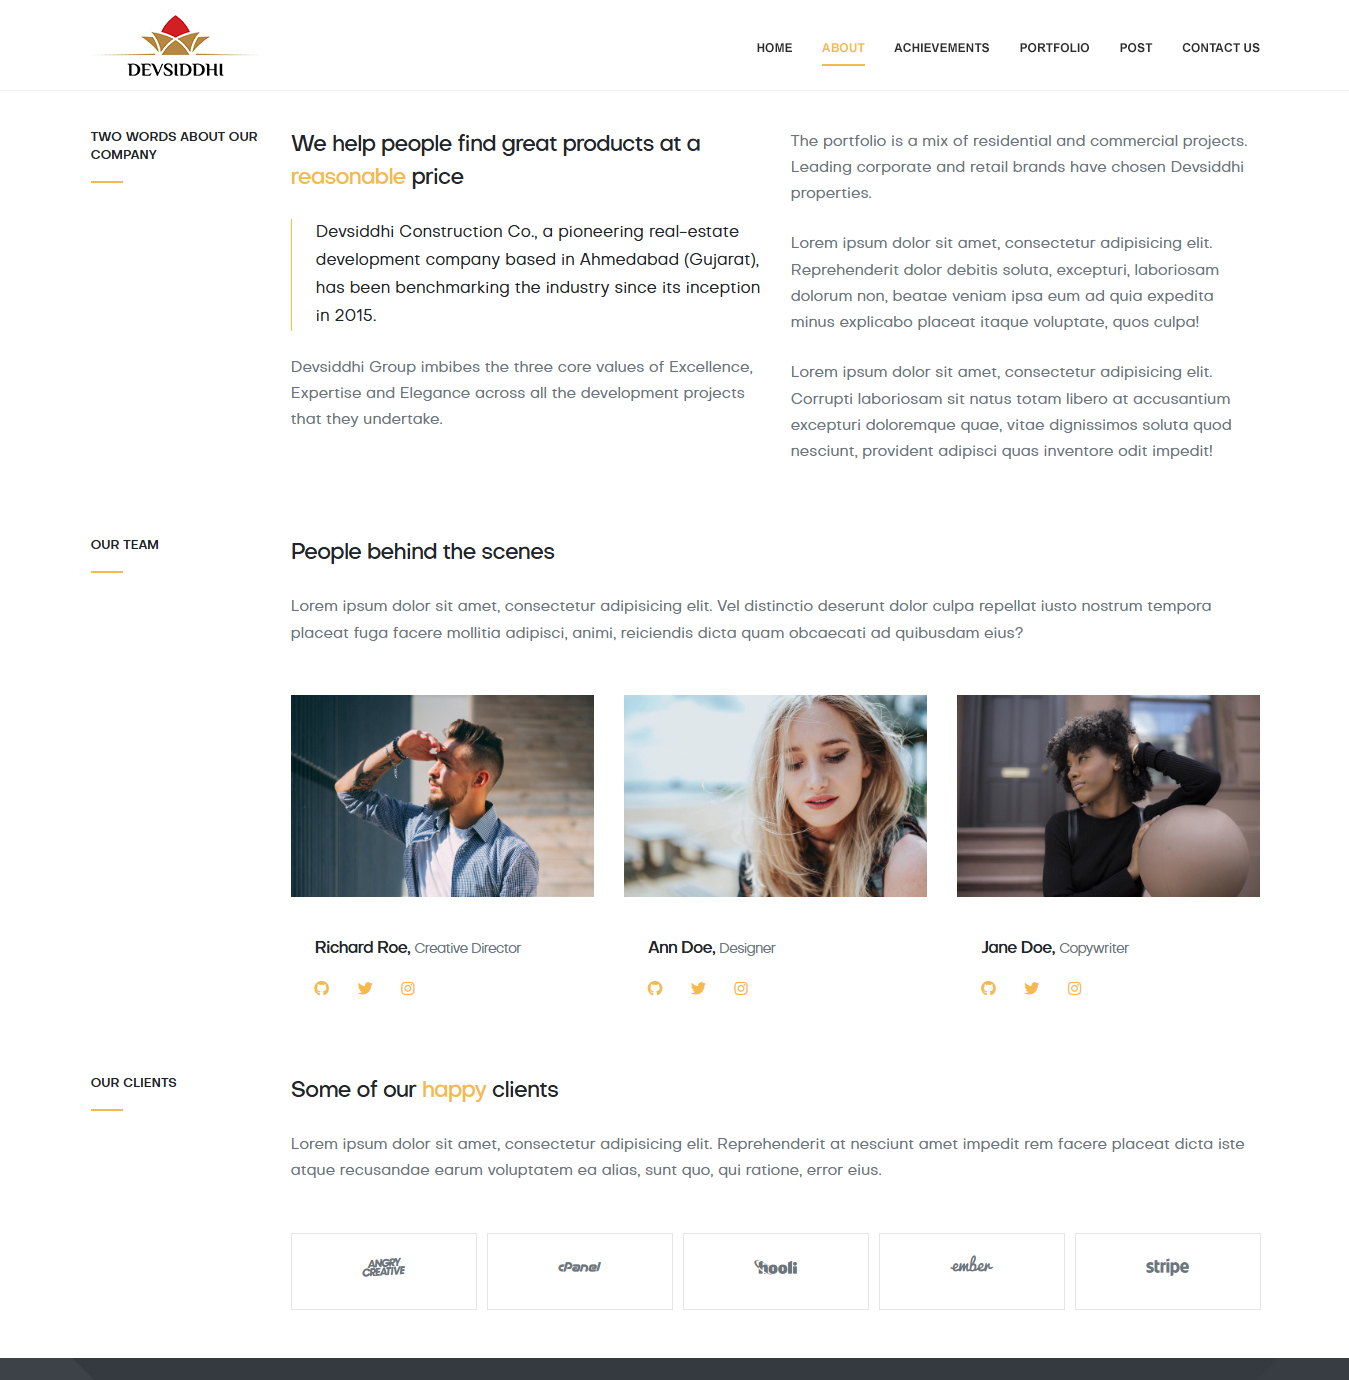 DEVSIDDHI
HOME ABOUT ACHIEVEMENTS PORTFOLIO POST CONTACT US
TWO WORDS ABOUT OUR
COMPANY
We help people find great products at a
reasonable price
Devsiddhi Construction Co., a pioneering real-estate
development company based in Ahmedabad (Gujarat),
has been benchmarking the industry since its inception
in 2015.
Devsiddhi Group imbibes the three core values of Excellence,
Expertise and Elegance across all the development projects
that they undertake.
The portfolio is a mix of residential and commercial projects.
Leading corporate and retail brands have chosen Devsiddhi
properties.
Lorem ipsum dolor sit amet, consectetur adipisicing elit.
Reprehenderit dolor debitis soluta, excepturi, laboriosam
dolorum non, beatae veniam ipsa eum ad quia expedita
minus explicabo placeat itaque voluptate, quos culpa!
Lorem ipsum dolor sit amet, consectetur adipisicing elit.
Corrupti laboriosam sit natus totam libero at accusantium
excepturi doloremque quae, vitae dignissimos soluta quod
nesciunt, provident adipisci quas inventore odit impedit!
OUR TEAM
People behind the scenes
Lorem ipsum dolor sit amet, consectetur adipisicing elit. Vel distinctio deserunt dolor culpa repellat iusto nostrum tempora
placeat fuga facere mollitia adipisci, animi, reiciendis dicta quam obcaecati ad quibusdam eius?
Richard Roe, Creative Director
Ann Doe, Designer
Jane Doe, Copywriter
OUR CLIENTS
Some of our happy clients
Lorem ipsum dolor sit amet, consectetur adipisicing elit. Reprehenderit at nesciunt amet impedit rem facere placeat dicta iste
atque recusandae earum voluptatem ea alias, sunt quo, qui ratione, error eius.
ANGRY
CREATIVE
cPanel
hooli
ember
stripe